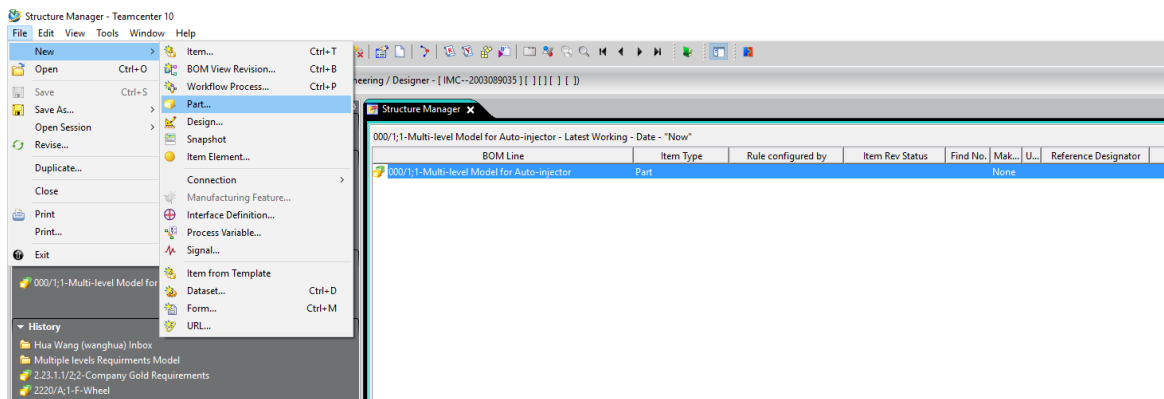 Structure Manager - Teamcenter 10
File Edit View Tools Window Help
New
Open Ctrl+O
Save Ctrl+S
Save As...
Open Session
Revise...
Duplicate...
Close
Print
Print...
Exit
Item... Ctrl+T
BOM View Revision... Ctrl+B
Workflow Process... Ctrl+P
Part...
Design...
Snapshot
Item Element...
Connection
Manufacturing Feature...
Interface Definition...
Process Variable...
Signal...
Item from Template
Dataset... Ctrl+D
Form... Ctrl+M
URL...
neering / Designer - [ IMC--2003089035 ] [ ] [ ] [ ] [ ])
Structure Manager
000/1;1-Multi-level Model for Auto-injector - Latest Working - Date - "Now"
BOM Line Item Type Rule configured by Item Rev Status Find No. Mak... U... Reference Designator
000/1;1-Multi-level Model for Auto-injector Part None
000/1;1-Multi-level Model for
History
Hua Wang (wanghua) Inbox
Multiple levels Requirments Model
2.23.1.1/2;2-Company Gold Requirements
2220/A;1-F-Wheel